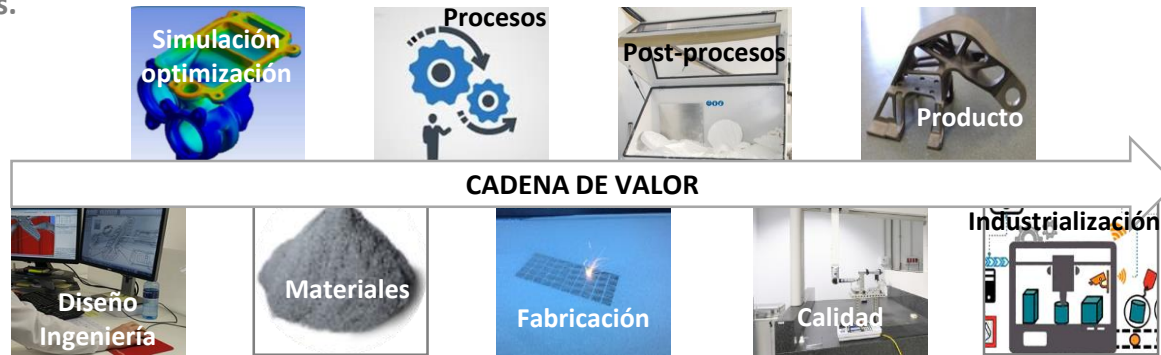 s.
Simulación
optimización
Procesos
Post-procesos
Producto
CADENA DE VALOR
Diseño
Ingeniería
Materiales
Fabricación
Calidad
Industrialización